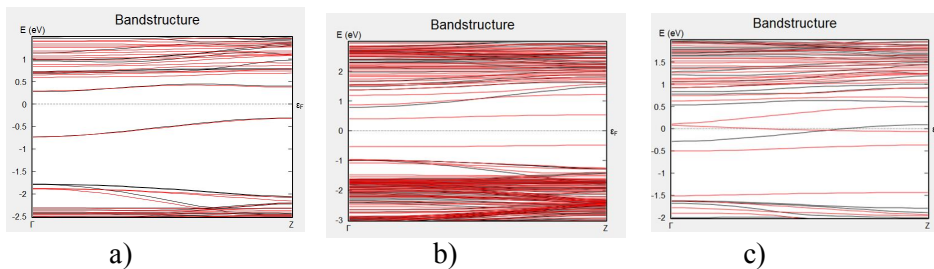 Bandstructure
E (eV)
1
0.5
0
-0.5
-1
-1.5
-2
-2.5
Γ
Z
εF
a)
Bandstructure
E (eV)
2
1
0
-1
-2
-3
Γ
Z
εF
b)
Bandstructure
E (eV)
1.5
1
0.5
0
-0.5
-1
-1.5
-2
Γ
Z
ε
c)